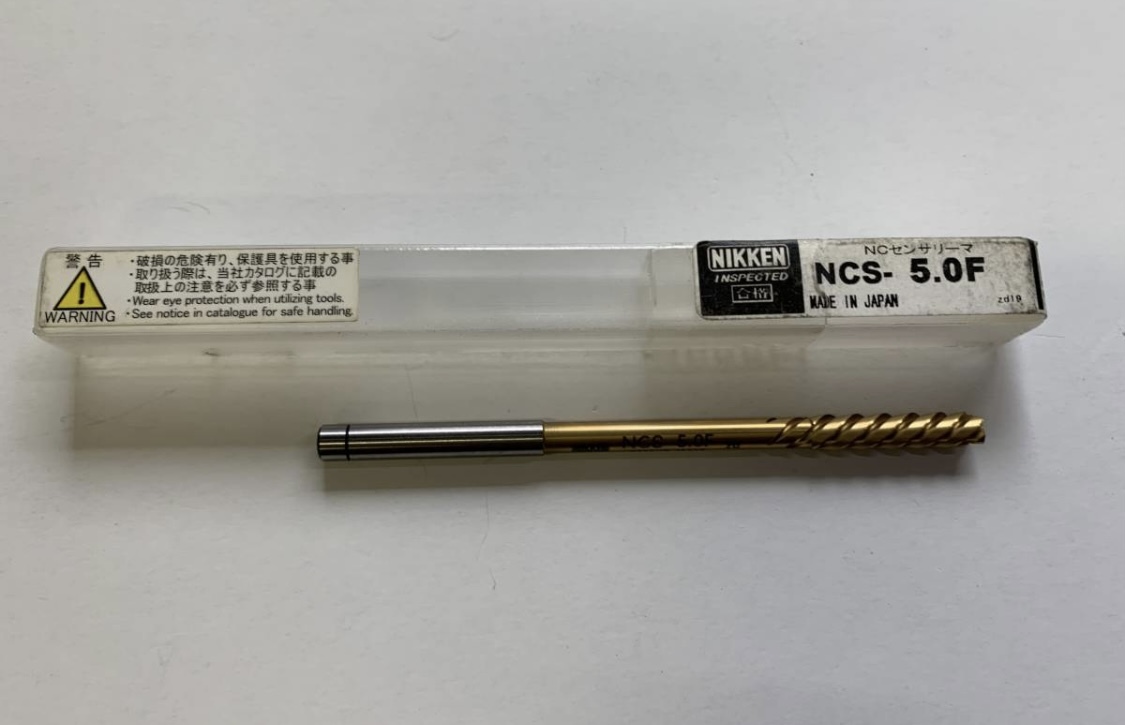 警告
WARNING
・破損の危険有り、保護具を使用する事
・取り扱う際は、当社カタログに記載の
取扱上の注意を必ず参照する事
・Wear eye protection when utilizing tools.
・See notice in catalogue for safe handling.
NIKKEN
INSPECTED
合格
NCセンサリーマ
NCS- 5.0F
MADE IN JAPAN
NCS 5.0F